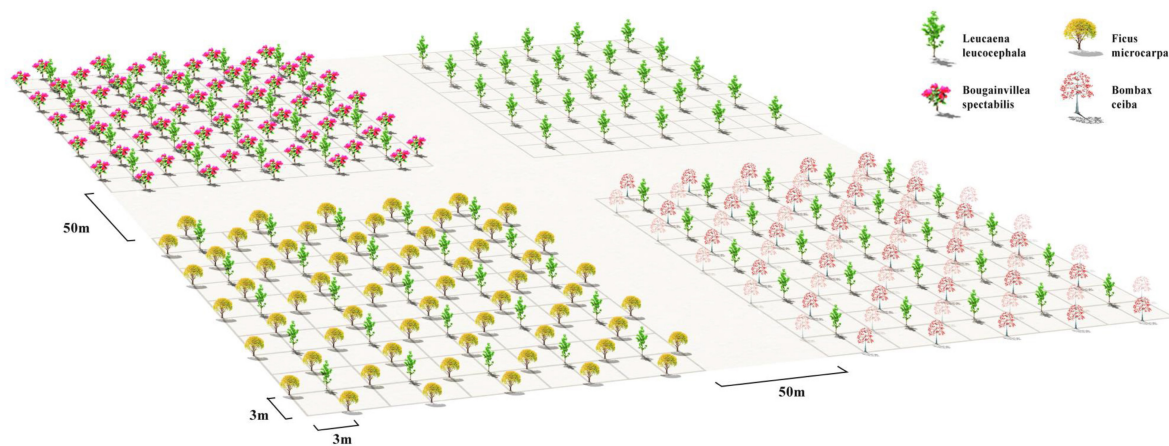 Leucaena
leucocephala
Ficus
microcarpa
Bougainvillea
spectabilis
Bombax
ceiba
50m
50m
3m
3m